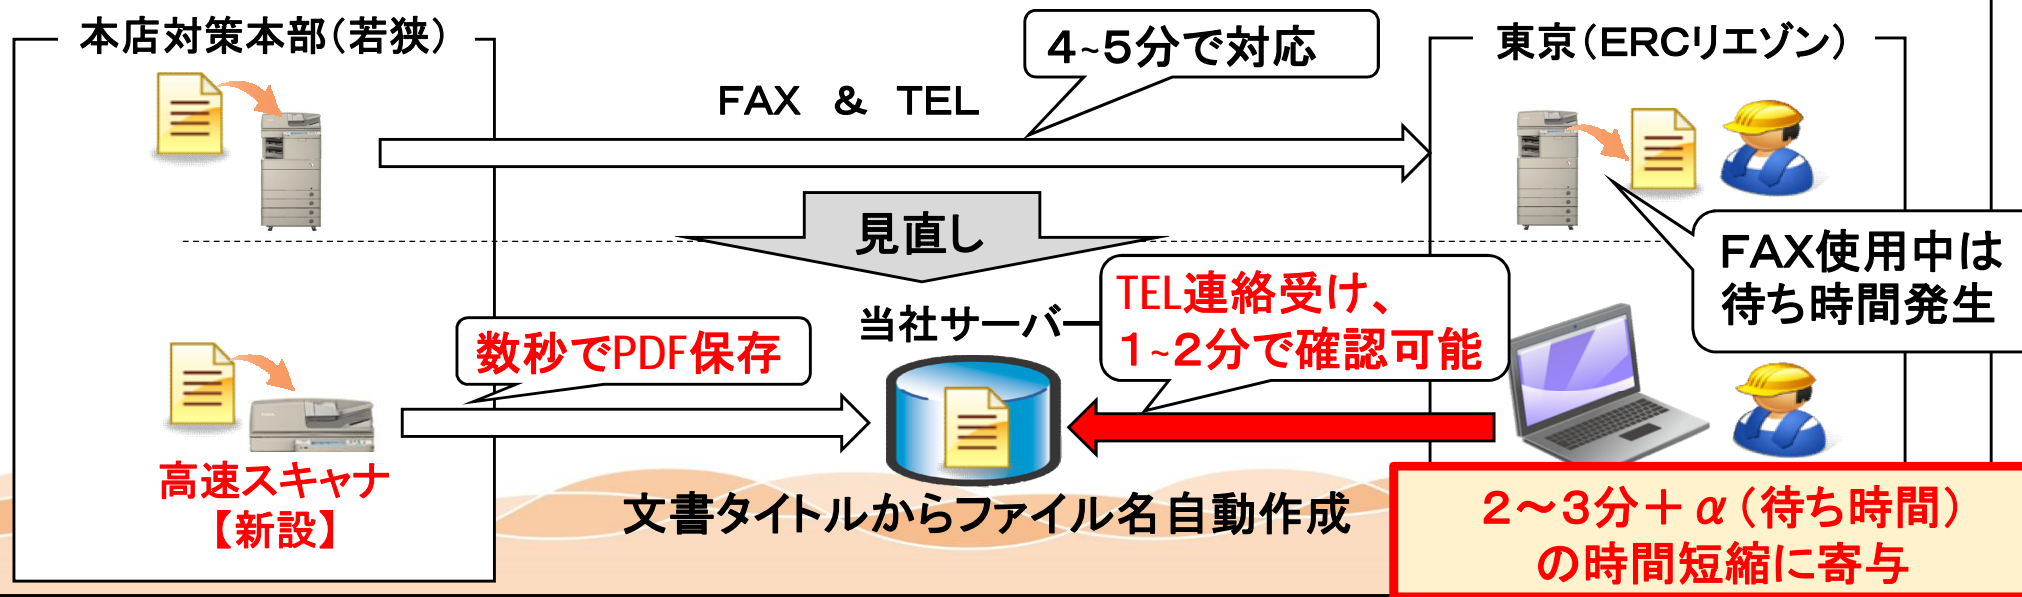 本店対策本部（若狭）
4~5分で対応
東京（ERCリエゾン）
FAX ＆ TEL
見直し
FAX使用中は
待ち時間発生
当社サーバー
TEL連絡受け、
１~２分で確認可能
数秒でPDF保存
高速スキャナ
【新設】
文書タイトルからファイル名自動作成
２～３分＋α（待ち時間）
の時間短縮に寄与